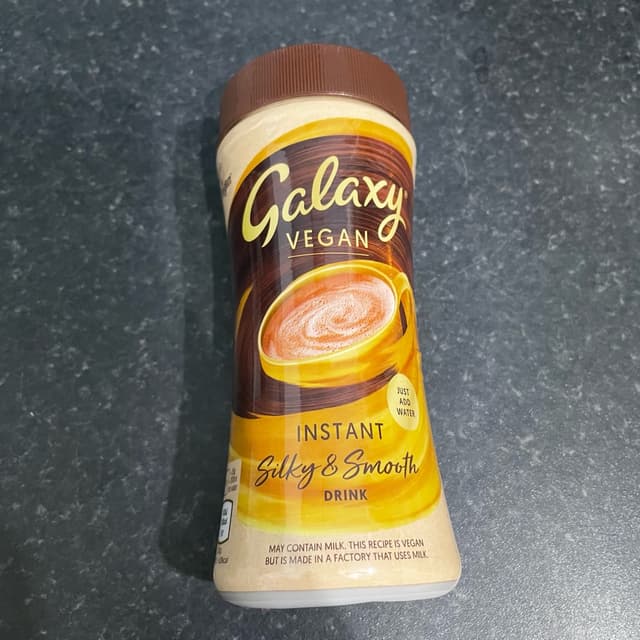 Galaxy®
VEGAN
JUST
ADD
WATER
INSTANT
Silky & Smooth
DRINK
MAY CONTAIN MILK. THIS RECIPE IS VEGAN
BUT IS MADE IN A FACTORY THAT USES MILK.